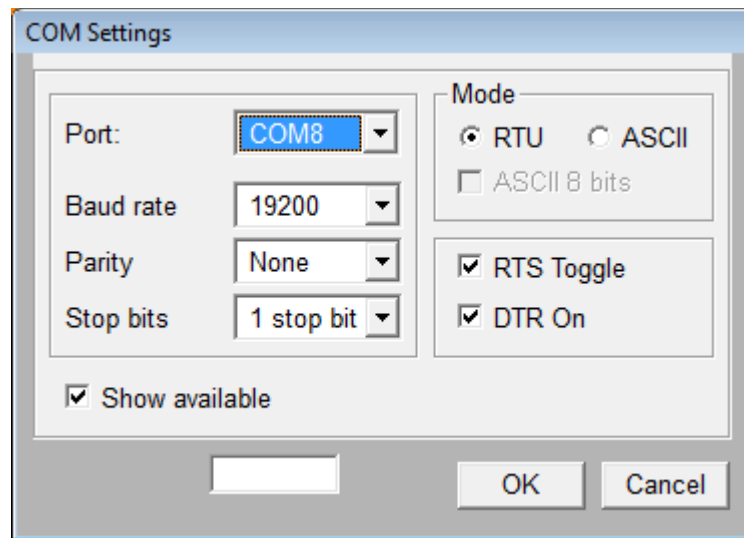 COM Settings
Port: COM8
Baud rate 19200
Parity None
Stop bits 1 stop bit
Show available
Mode
RTU ASCII
ASCII 8 bits
RTS Toggle
DTR On
OK Cancel